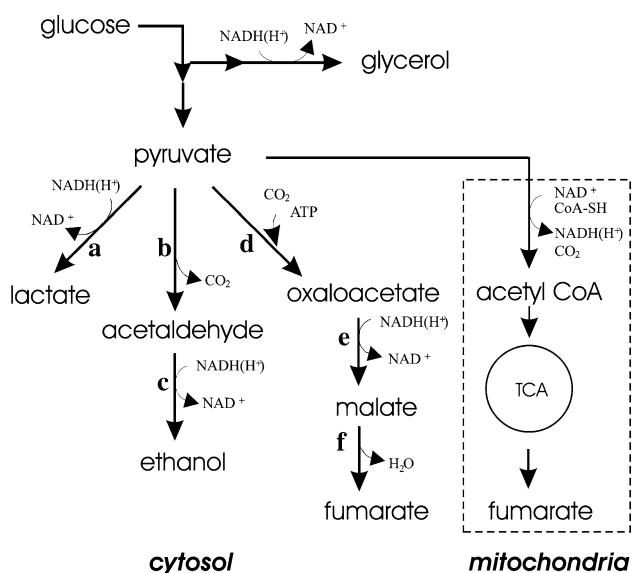 glucose
NADH(H⁺)
NAD⁺
glycerol
pyruvate
NADH(H⁺)
NAD⁺
a
lactate
b
CO₂
acetaldehyde
c
NADH(H⁺)
NAD⁺
ethanol
CO₂
ATP
d
oxaloacetate
e
NADH(H⁺)
NAD⁺
malate
f
H₂O
fumarate
NAD⁺
CoA-SH
NADH(H⁺)
CO₂
acetyl CoA
TCA
fumarate
cytosol
mitochondria